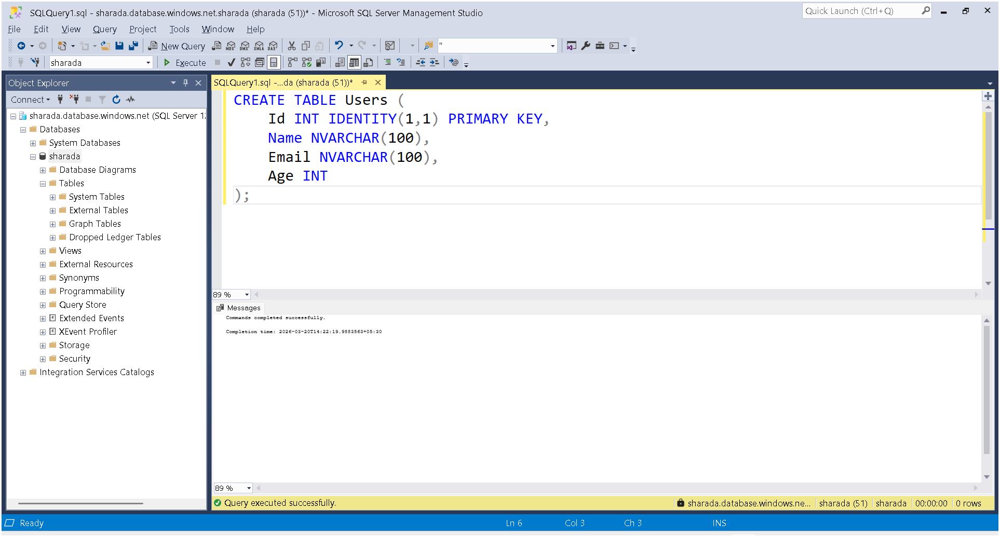 SQLQuery1.sql - sharada.database.windows.net.sharada (sharada (51))* - Microsoft SQL Server Management Studio
Quick Launch (Ctrl+Q)
File Edit View Query Project Tools Window Help
New Query MDX DMX XMLA DAX "
sharada Execute
Object Explorer
Connect
sharada.database.windows.net (SQL Server 12
Databases
System Databases
sharada
Database Diagrams
Tables
System Tables
External Tables
Graph Tables
Dropped Ledger Tables
Views
External Resources
Synonyms
Programmability
Query Store
Extended Events
XEvent Profiler
Storage
Security
Integration Services Catalogs
SQLQuery1.sql -...da (sharada (51))*
CREATE TABLE Users (
Id INT IDENTITY(1,1) PRIMARY KEY,
Name NVARCHAR(100),
Email NVARCHAR(100),
Age INT
);
89 %
Messages
Commands completed successfully.
Completion time: 2026-03-20T14:22:19.9883563+05:30
89 %
Query executed successfully.
sharada.database.windows.ne... sharada (51) sharada 00:00:00 0 rows
Ready Ln 6 Col 3 Ch 3 INS